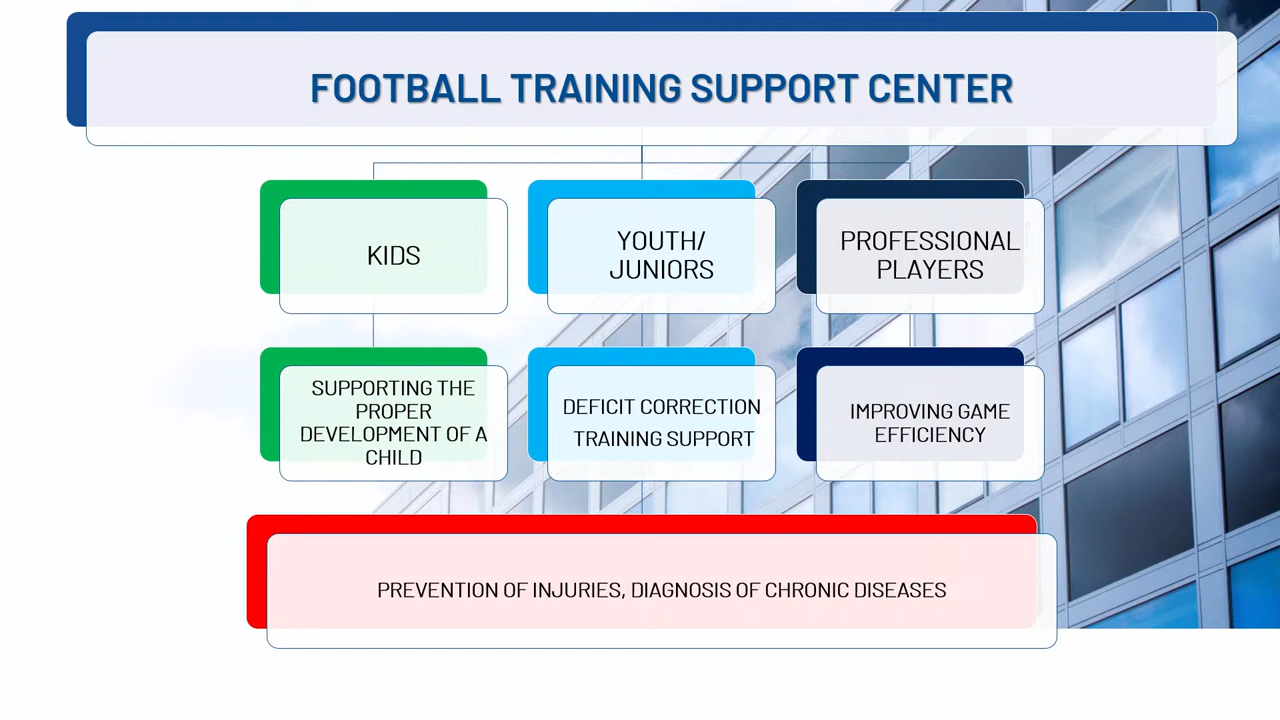 FOOTBALL TRAINING SUPPORT CENTER
KIDS
YOUTH/
JUNIORS
PROFESSIONAL
PLAYERS
SUPPORTING THE
PROPER
DEVELOPMENT OF A
CHILD
DEFICIT CORRECTION
TRAINING SUPPORT
IMPROVING GAME
EFFICIENCY
PREVENTION OF INJURIES, DIAGNOSIS OF CHRONIC DISEASES